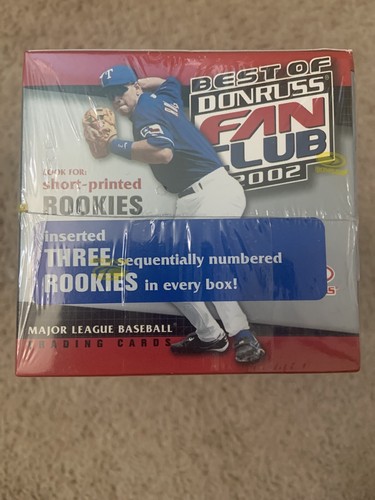 BEST OF
DONRUSS
FAN
CLUB
2002
LOOK FOR:
short-printed
ROOKIES
inserted
THREE sequentially numbered
ROOKIES in every box!
MAJOR LEAGUE BASEBALL
TRADING CARDS